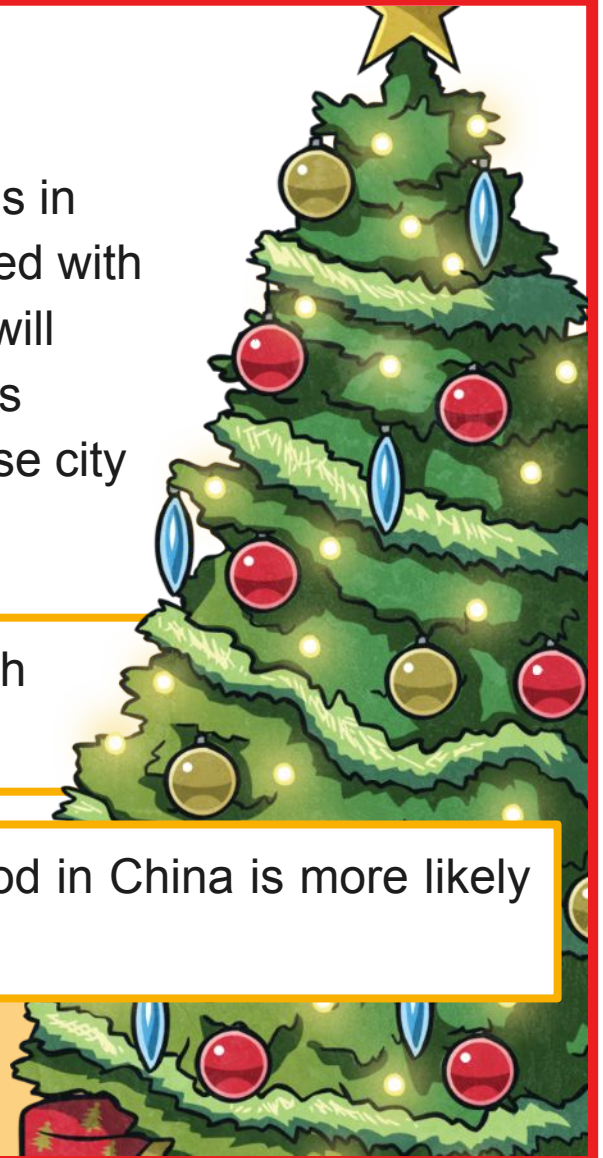 s in
ed with
will
s
se city
h
od in China is more likely